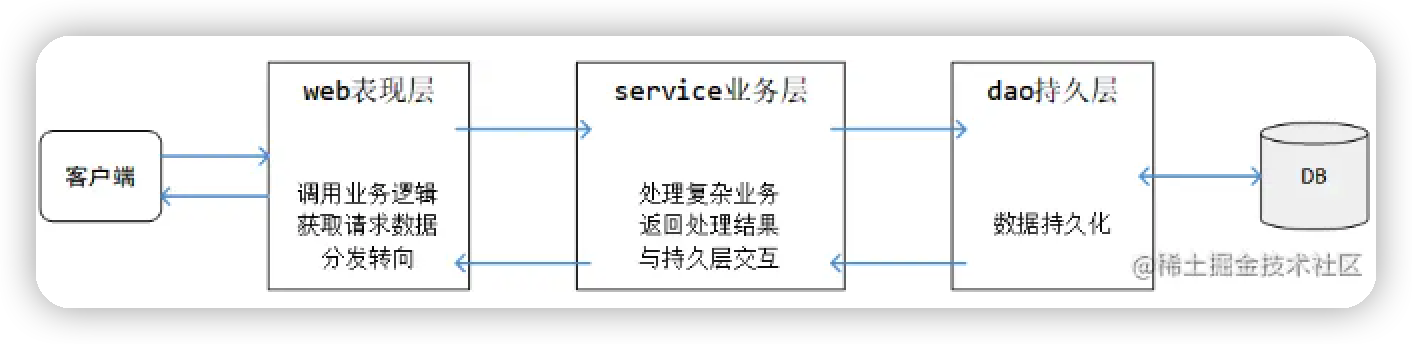 客户端
web表现层
调用业务逻辑
获取请求数据
分发转向
service业务层
处理复杂业务
返回处理结果
与持久层交互
dao持久层
数据持久化
DB
@稀土掘金技术社区